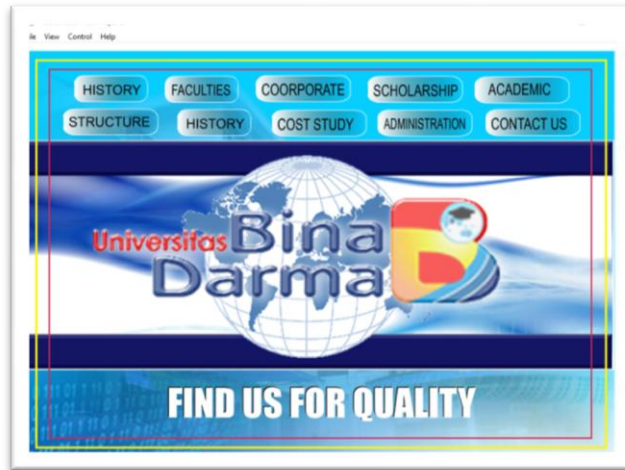 View Control Help
HISTORY FACULTIES COORPORATE SCHOLARSHIP ACADEMIC
STRUCTURE HISTORY COST STUDY ADMINISTRATION CONTACT US
Universitas Bina
Darma
FIND US FOR QUALITY